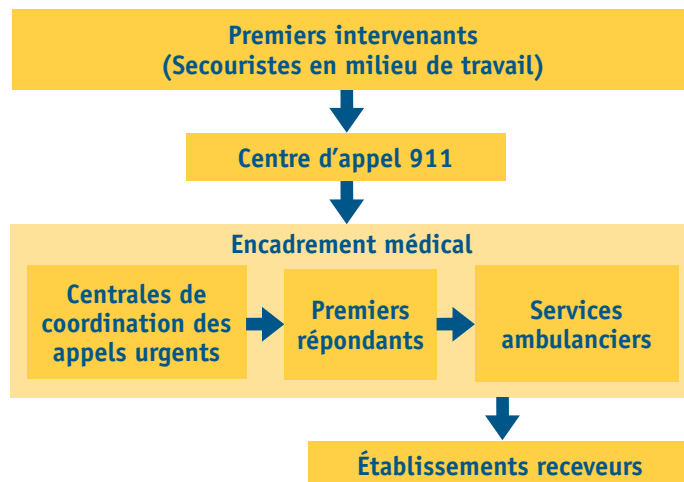 Premiers intervenants
(Secouristes en milieu de travail)
Centre d'appel 911
Encadrement médical
Centrales de
coordination des
appels urgents
Premiers
répondants
Services
ambulanciers
Établissements receveurs